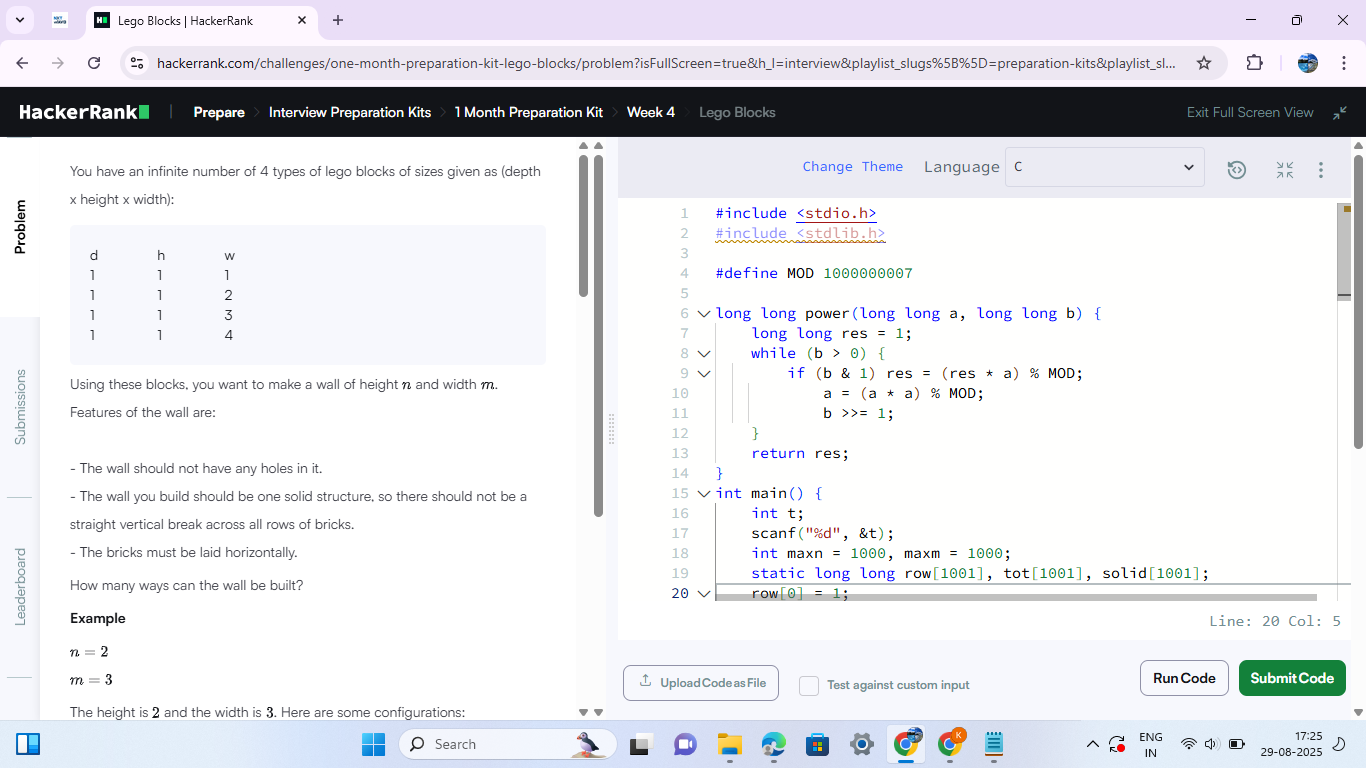 Lego Blocks | HackerRank
hackerrank.com/challenges/one-month-preparation-kit-lego-blocks/problem?isFullScreen=true&h_l=interview&playlist_slugs%5B%5D=preparation-kits&playlist_sl...
HackerRank
Prepare
Interview Preparation Kits
1 Month Preparation Kit
Week 4
Lego Blocks
Exit Full Screen View
Problem
Submissions
Leaderboard
You have an infinite number of 4 types of lego blocks of sizes given as (depth
x height x width):
d h w
1 1 1
1 1 2
1 1 3
1 1 4
Using these blocks, you want to make a wall of height n and width m.
Features of the wall are:
- The wall should not have any holes in it.
- The wall you build should be one solid structure, so there should not be a
straight vertical break across all rows of bricks.
- The bricks must be laid horizontally.
How many ways can the wall be built?
Example
n = 2
m = 3
The height is 2 and the width is 3. Here are some configurations:
Change Theme Language C
1 #include <stdio.h>
2 #include <stdlib.h>
3
4 #define MOD 1000000007
5
6 long long power(long long a, long long b) {
7 long long res = 1;
8 while (b > 0) {
9 if (b & 1) res = (res * a) % MOD;
10 a = (a * a) % MOD;
11 b >>= 1;
12 }
13 return res;
14 }
15 int main() {
16 int t;
17 scanf("%d", &t);
18 int maxn = 1000, maxm = 1000;
19 static long long row[1001], tot[1001], solid[1001];
20 row[0] = 1;
Line: 20 Col: 5
Upload Code as File
Test against custom input
Run Code
Submit Code
Search
K
ENG
IN
17:25
29-08-2025